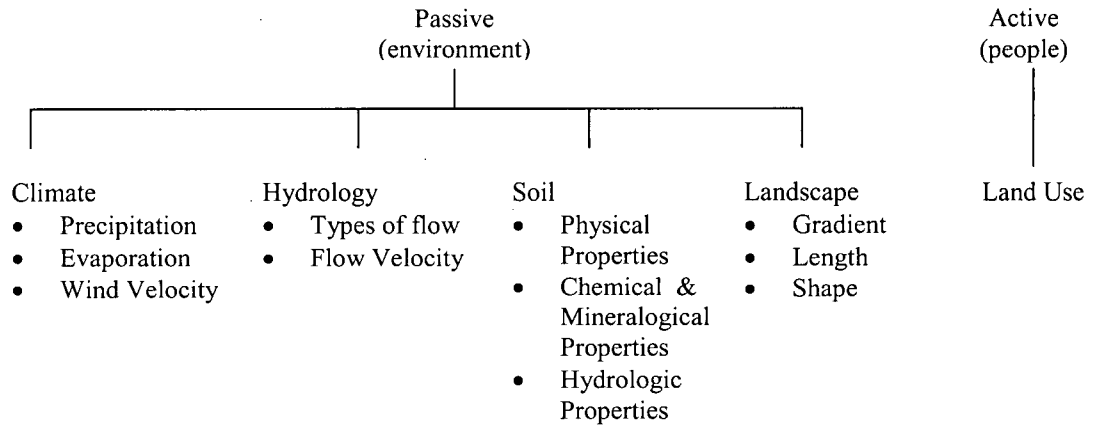 Passive
(environment)
Active
(people)
Climate
• Precipitation
• Evaporation
• Wind Velocity
Hydrology
• Types of flow
• Flow Velocity
Soil
• Physical
Properties
• Chemical &
Mineralogical
Properties
• Hydrologic
Properties
Landscape
• Gradient
• Length
• Shape
Land Use